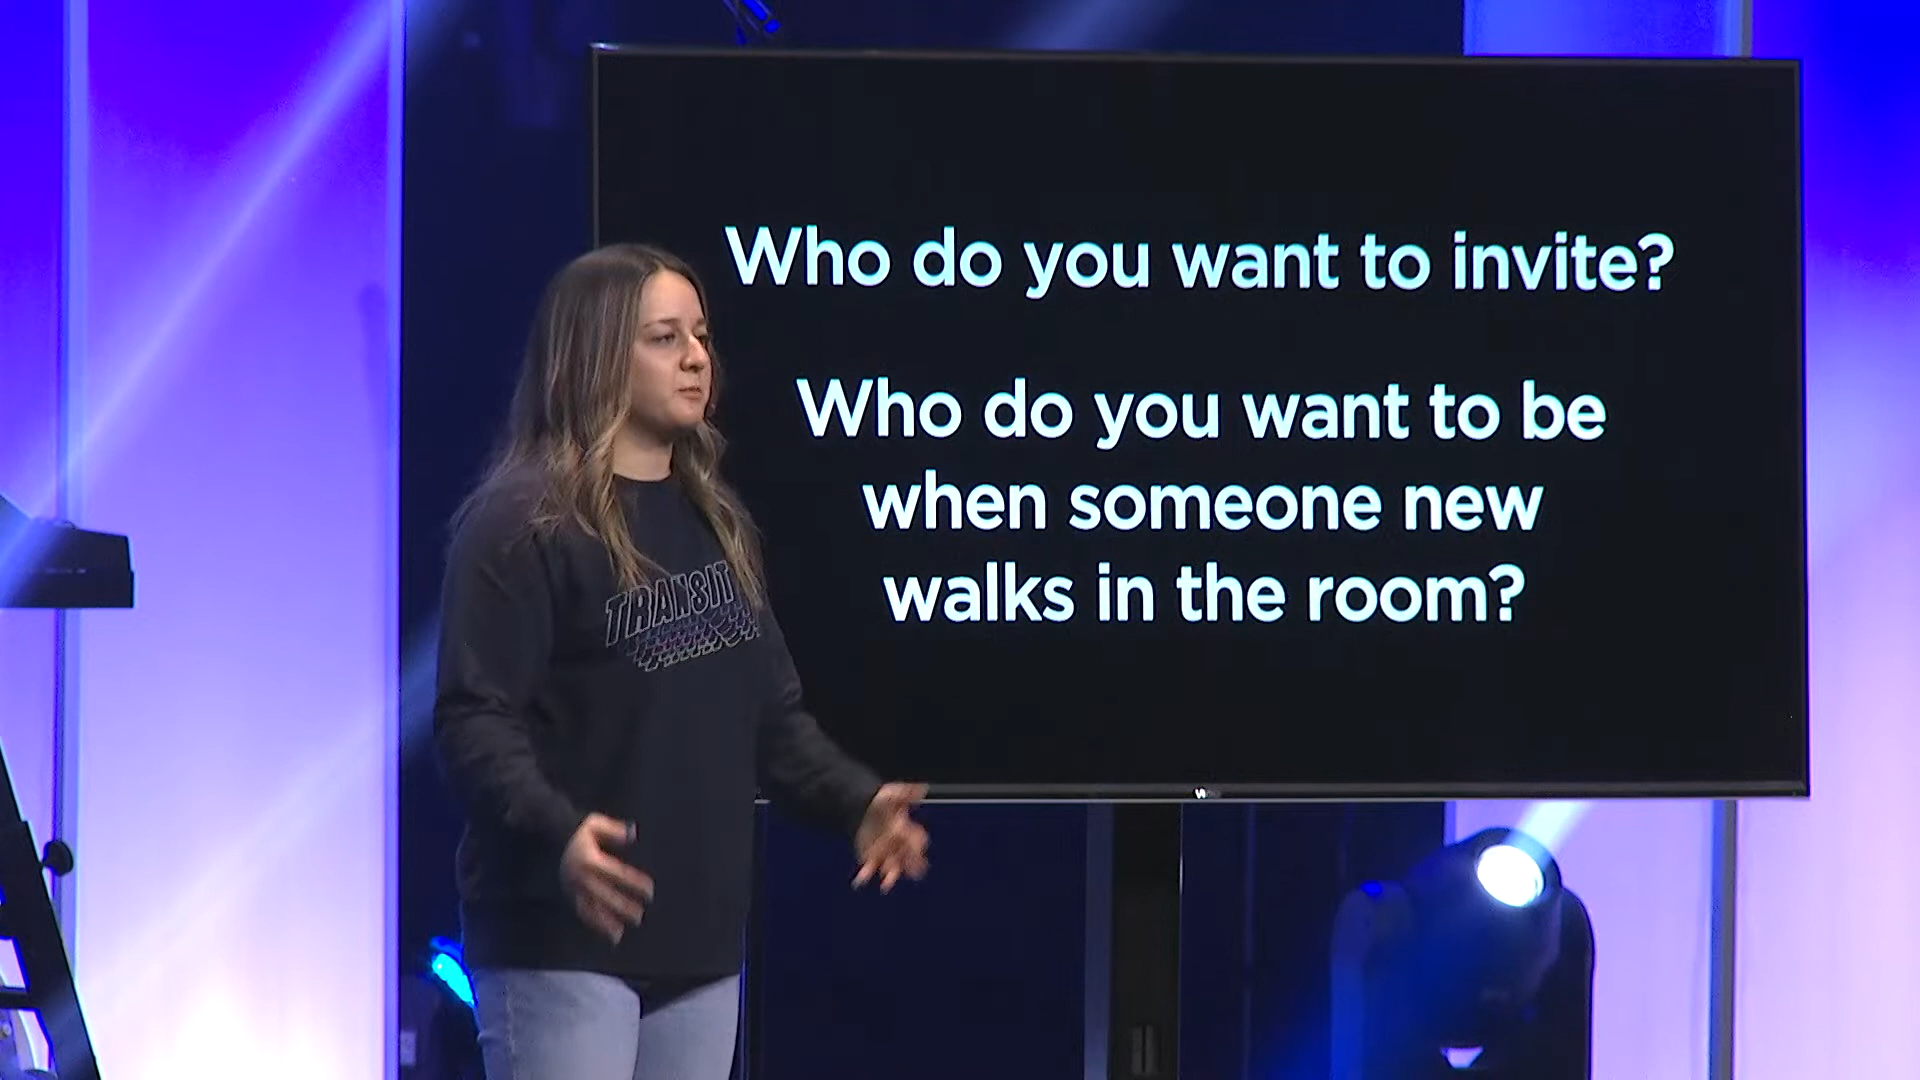 Who do you want to invite?
Who do you want to be
when someone new
walks in the room?
TRANSIT